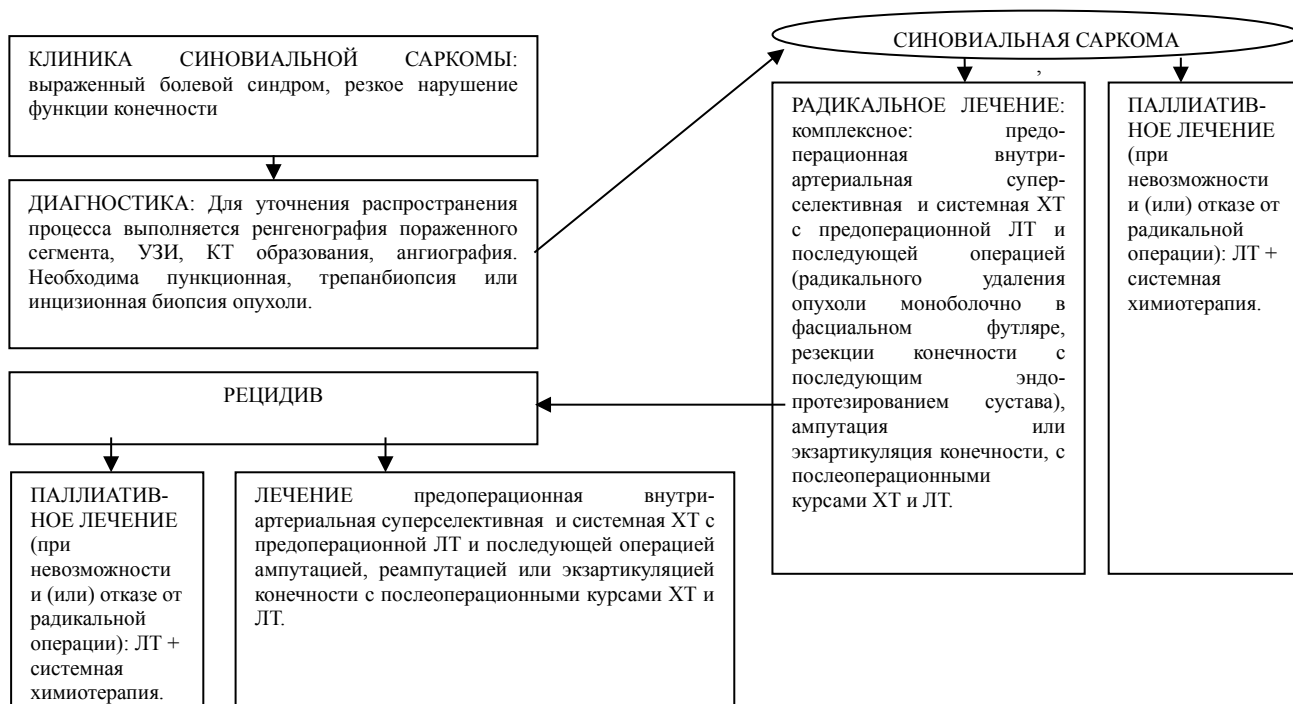 КЛИНИКА СИНОВИАЛЬНОЙ САРКОМЫ:
выраженный болевой синдром, резкое нарушение
функции конечности
ДИАГНОСТИКА: Для уточнения распространения
процесса выполняется ренгенография пораженного
сегмента, УЗИ, КТ образования, ангиография.
Необходима пункционная, трепанбиопсия или
инцизионная биопсия опухоли.
СИНОВИАЛЬНАЯ САРКОМА
,
РАДИКАЛЬНОЕ ЛЕЧЕНИЕ:
комплексное: предо-
перационная внутри-
артериальная супер-
селективная и системная ХТ
с предоперационной ЛТ и
последующей операцией
(радикального удаления
опухоли моноболочно в
фасциальном футляре,
резекции конечности с
последующим эндо-
протезированием сустава),
ампутация или
экзартикуляция конечности, с
послеоперационными
курсами ХТ и ЛТ.
ПАЛЛИАТИВ-
НОЕ ЛЕЧЕНИЕ
(при
невозможности
и (или) отказе от
радикальной
операции): ЛТ +
системная
химиотерапия.
РЕЦИДИВ
ПАЛЛИАТИВ-
НОЕ ЛЕЧЕНИЕ
(при
невозможности
и (или) отказе от
радикальной
операции): ЛТ +
системная
химиотерапия.
ЛЕЧЕНИЕ предоперационная внутри-
артериальная суперселективная и системная ХТ с
предоперационной ЛТ и последующей операцией
ампутацией, реампутацией или экзартикуляцией
конечности с послеоперационными курсами ХТ и
ЛТ.